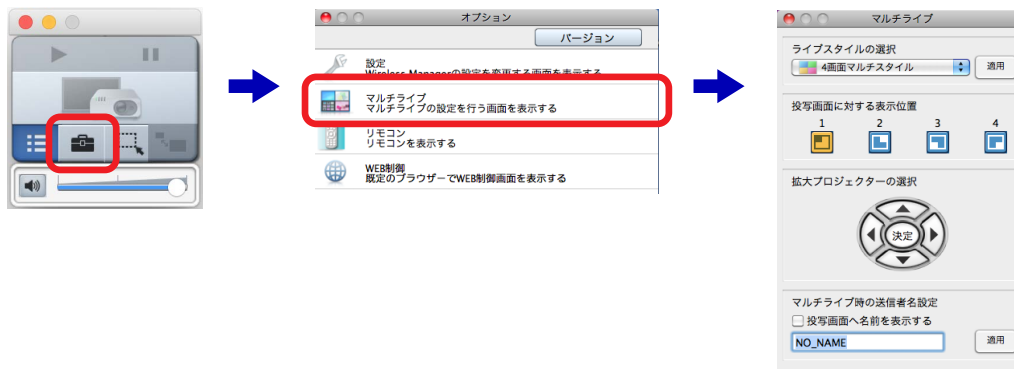 オプション
バージョン
設定
Wireless Managerの設定を変更する画面を表示する
マルチライブ
マルチライブの設定を行う画面を表示する
リモコン
リモコンを表示する
WEB制御
既定のブラウザーでWEB制御画面を表示する
マルチライブ
ライブスタイルの選択
4画面マルチスタイル
適用
投写画面に対する表示位置
1 2 3 4
拡大プロジェクターの選択
決定
マルチライブ時の送信者名設定
投写画面へ名前を表示する
NO_NAME
適用